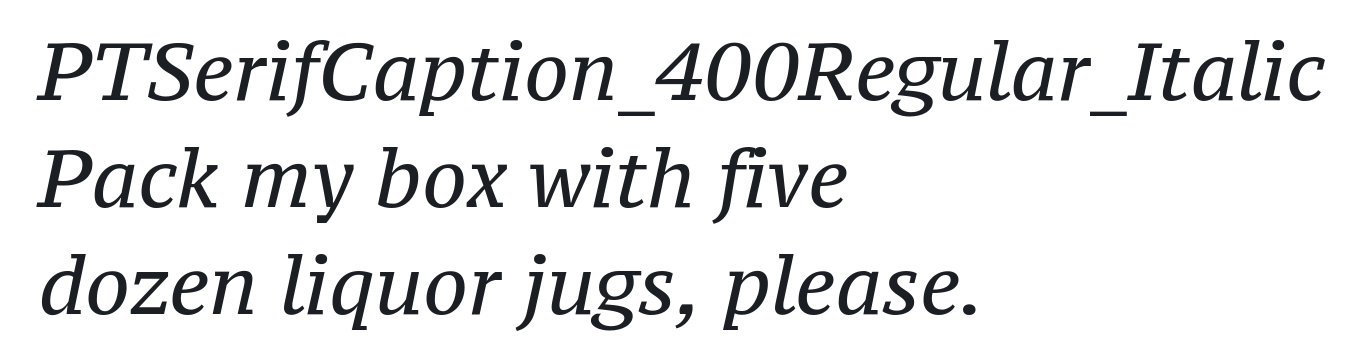 PTSerifCaption_400Regular_Italic
Pack my box with five
dozen liquor jugs, please.